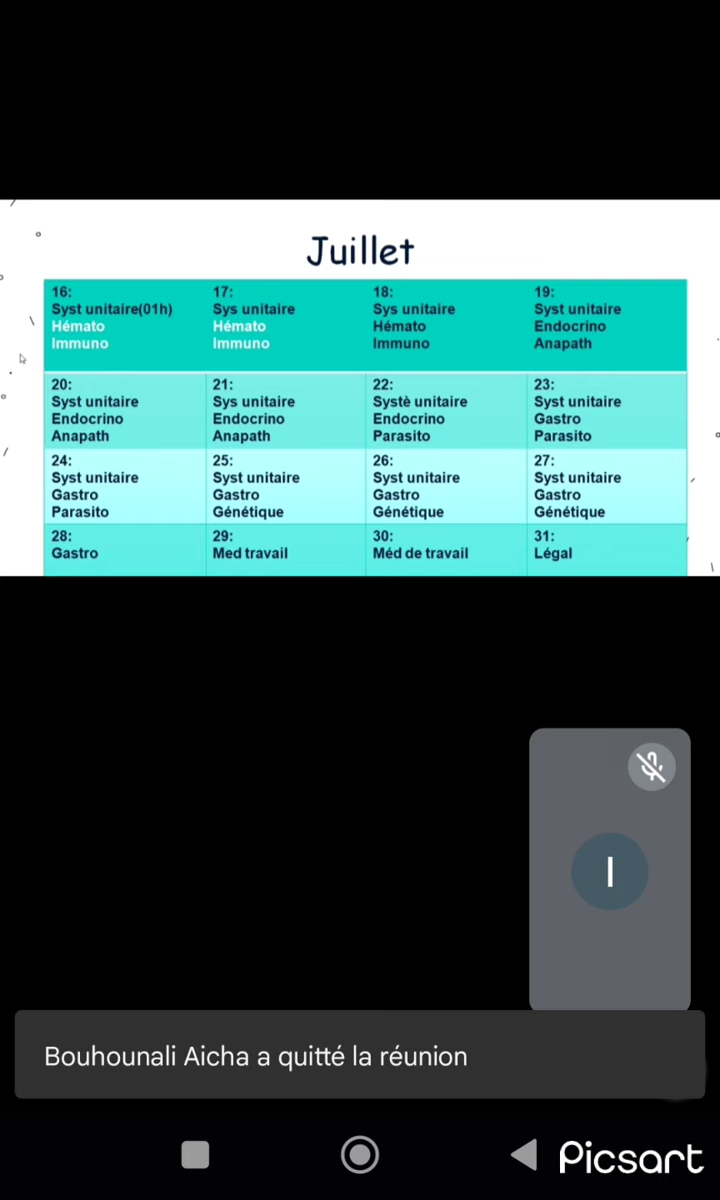 Juillet
16:
Syst unitaire(01h)
Hémato
Immuno
17:
Sys unitaire
Hémato
Immuno
18:
Sys unitaire
Hémato
Immuno
19:
Syst unitaire
Endocrino
Anapath
20:
Syst unitaire
Endocrino
Anapath
21:
Sys unitaire
Endocrino
Anapath
22:
Systè unitaire
Endocrino
Parasito
23:
Syst unitaire
Gastro
Parasito
24:
Syst unitaire
Gastro
Parasito
25:
Syst unitaire
Gastro
Génétique
26:
Syst unitaire
Gastro
Génétique
27:
Syst unitaire
Gastro
Génétique
28:
Gastro
29:
Med travail
30:
Méd de travail
31:
Légal
I
Bouhounali Aicha a quitté la réunion
Picsart